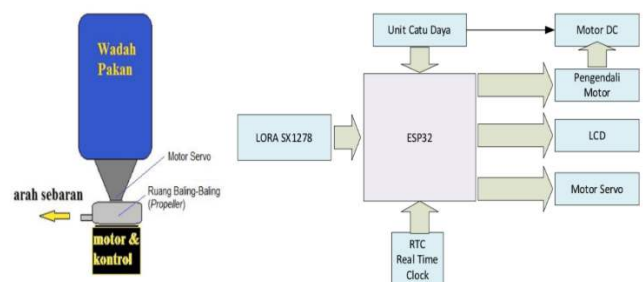 Wadah
Pakan
Motor Servo
Ruang Baling-Baling
(Propeller)
arah sebaran
motor &
kontrol
Unit Catu Daya
Motor DC
Pengendali
Motor
LORA SX1278
ESP32
LCD
Motor Servo
RTC
Real Time
Clock